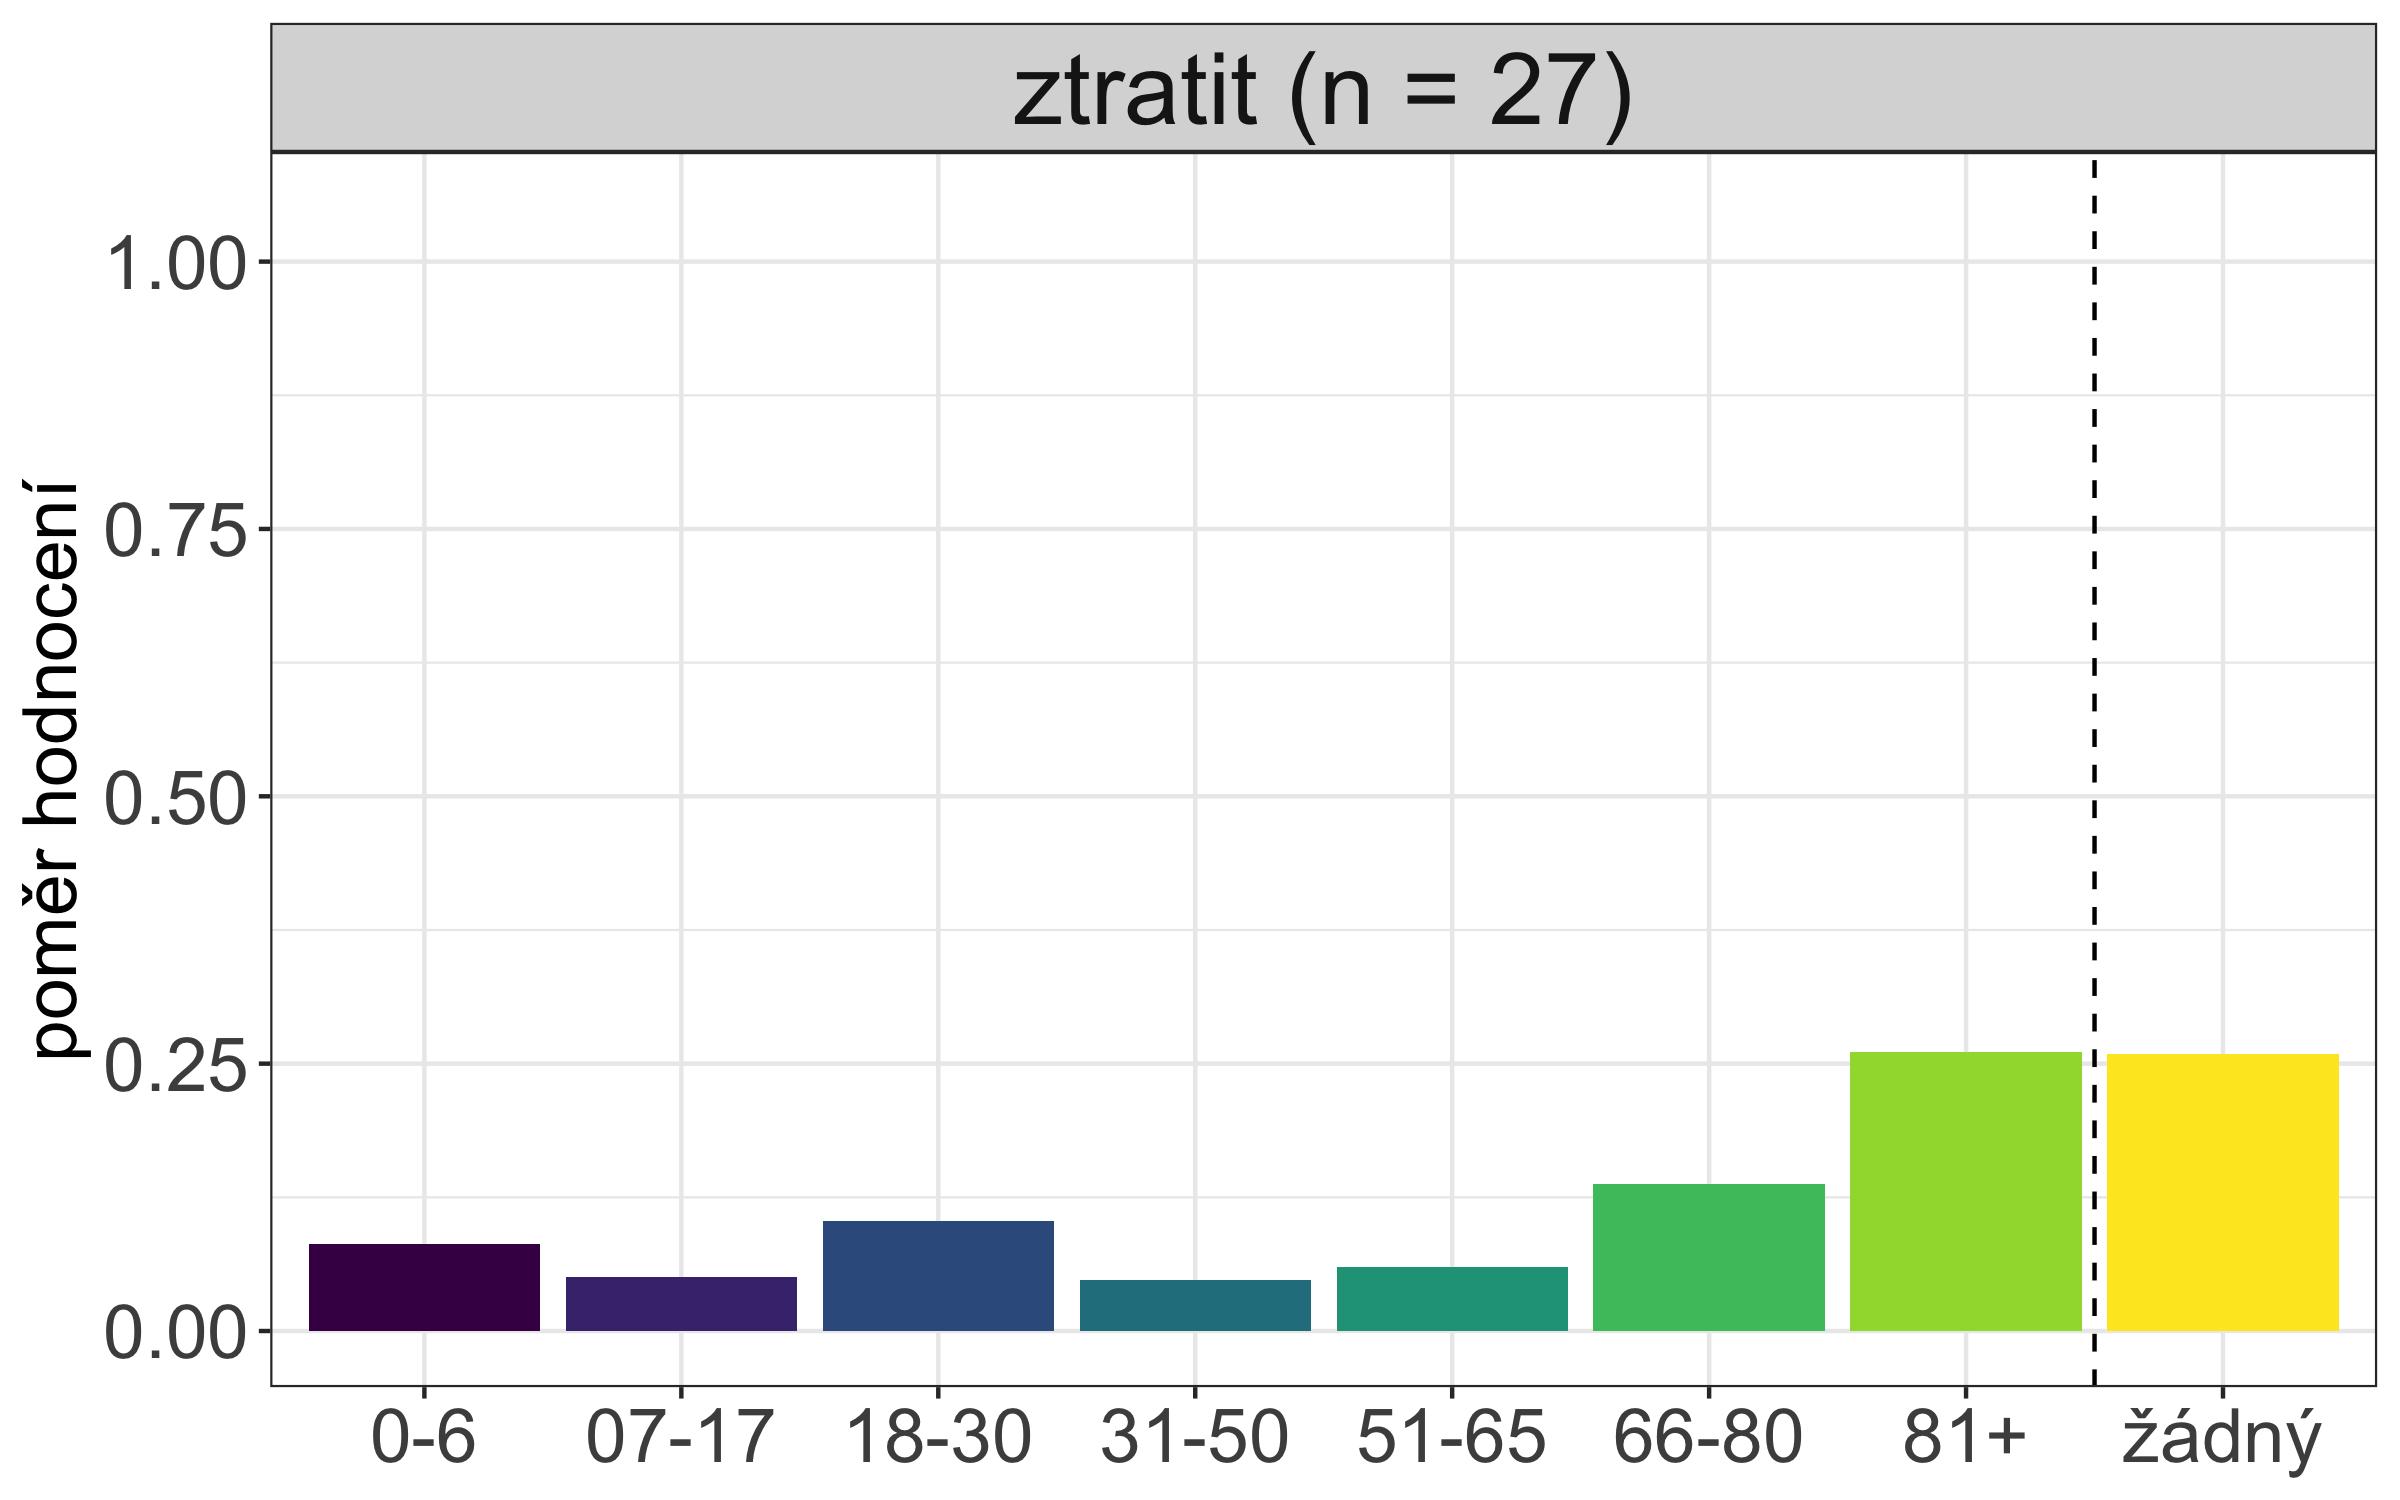 ztratit (n = 27)
poměr hodnocení
1.00
0.75
0.50
0.25
0.00
0-6 07-17 18-30 31-50 51-65 66-80 81+ žádný